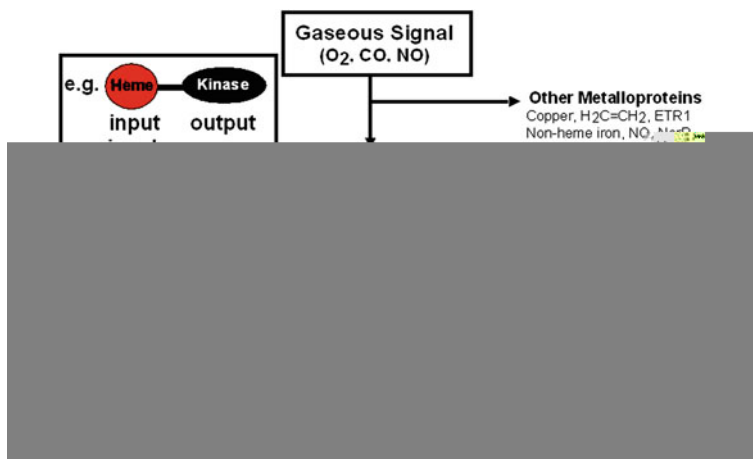 Gaseous Signal
(O2. CO. NO)
e.g. Heme Kinase
input output
Other Metalloproteins
Copper, H2C=CH2, ETR1
Non-heme iron, NO,